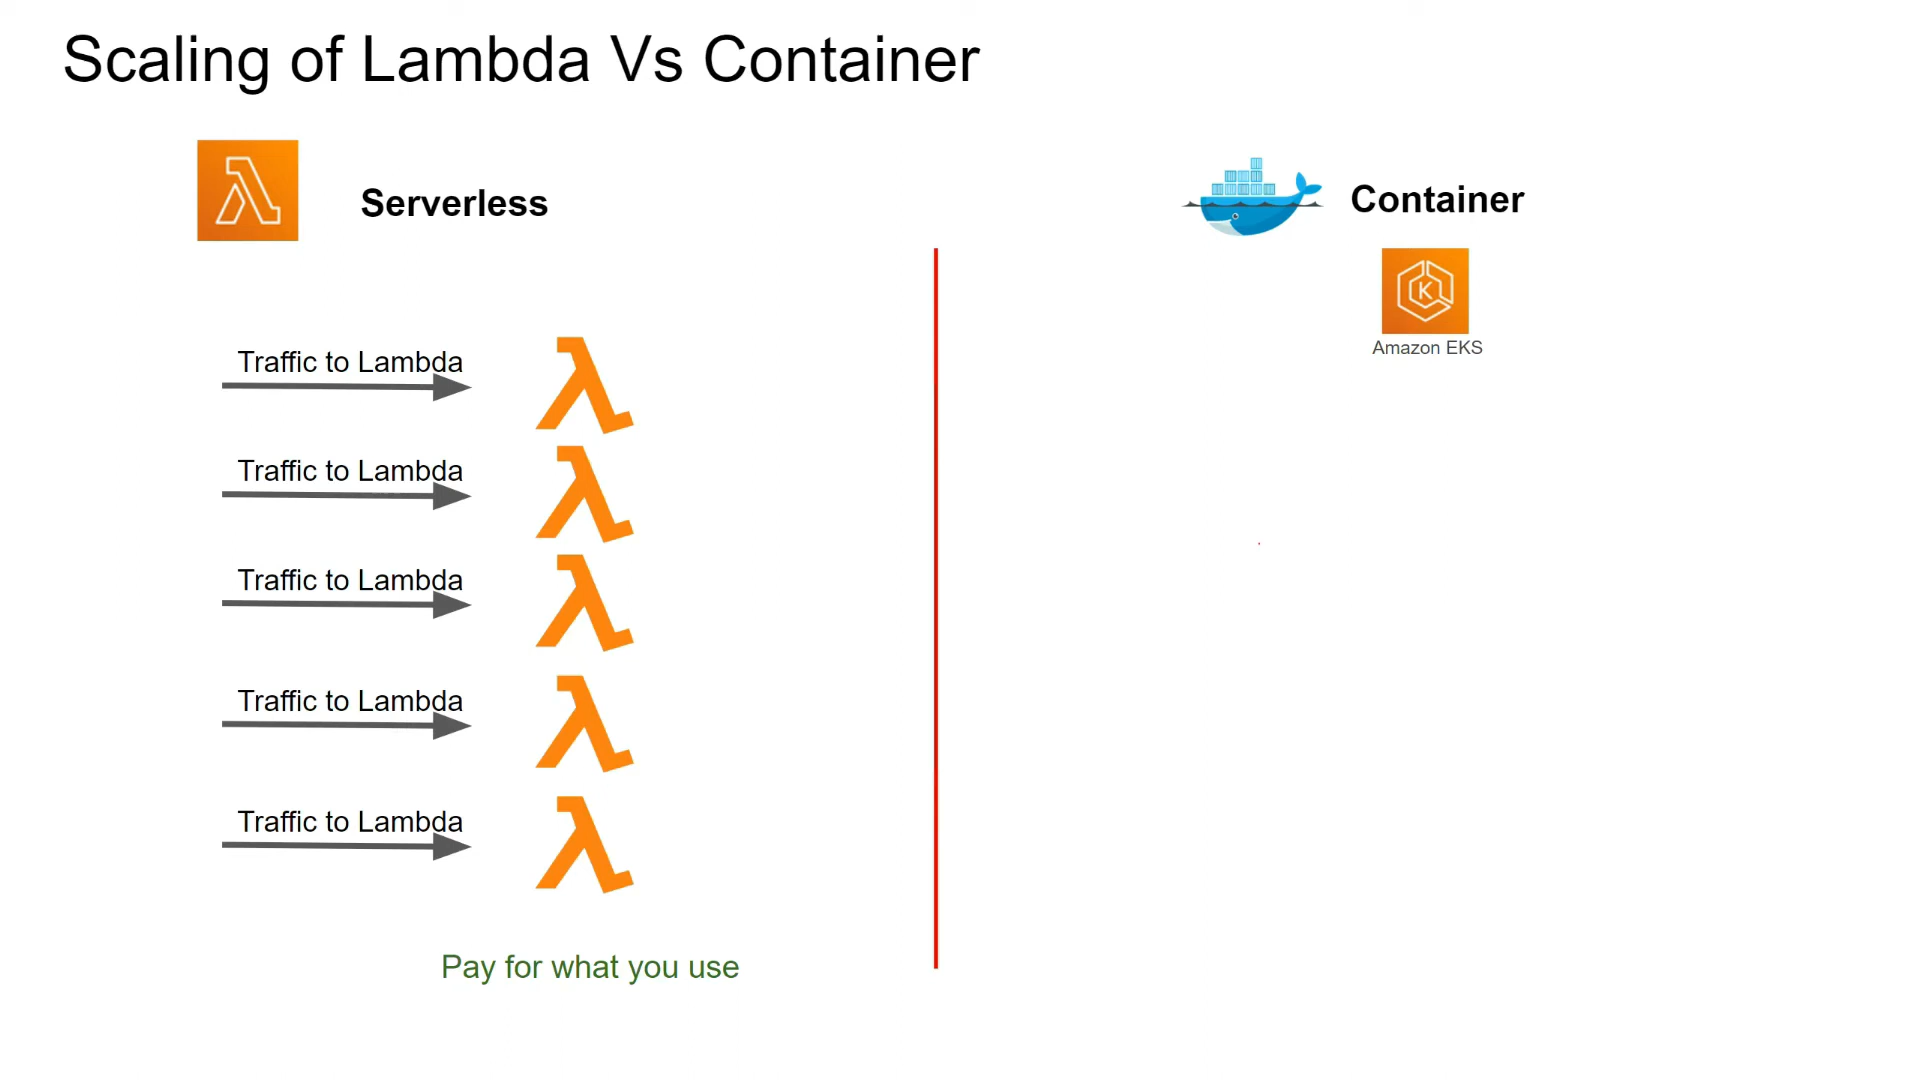 Scaling of Lambda Vs Container
Serverless
Traffic to Lambda
Traffic to Lambda
Traffic to Lambda
Traffic to Lambda
Traffic to Lambda
Pay for what you use
Container
K
Amazon EKS